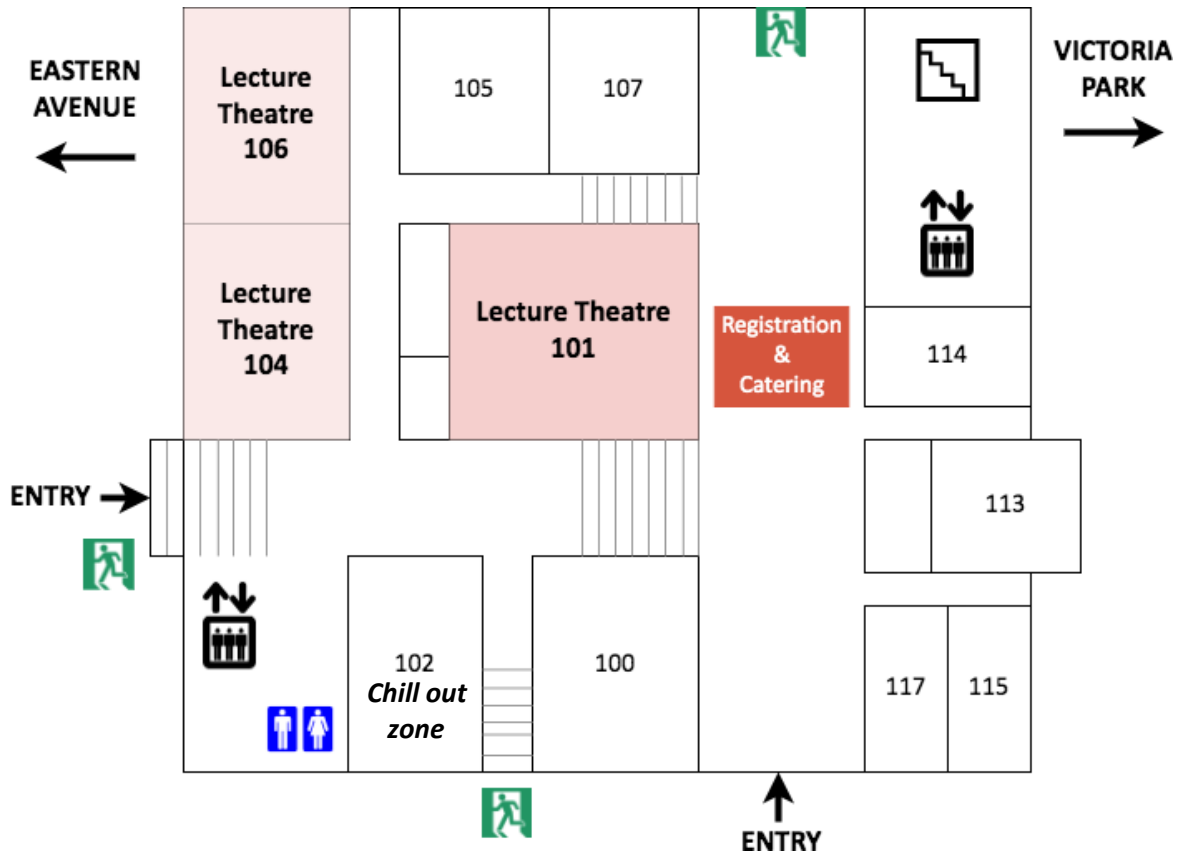 EASTERN
AVENUE
Lecture
Theatre
106
105
107
VICTORIA
PARK
Lecture
Theatre
104
Lecture Theatre
101
Registration
&
Catering
114
ENTRY
113
102
Chill out
zone
100
117
115
ENTRY